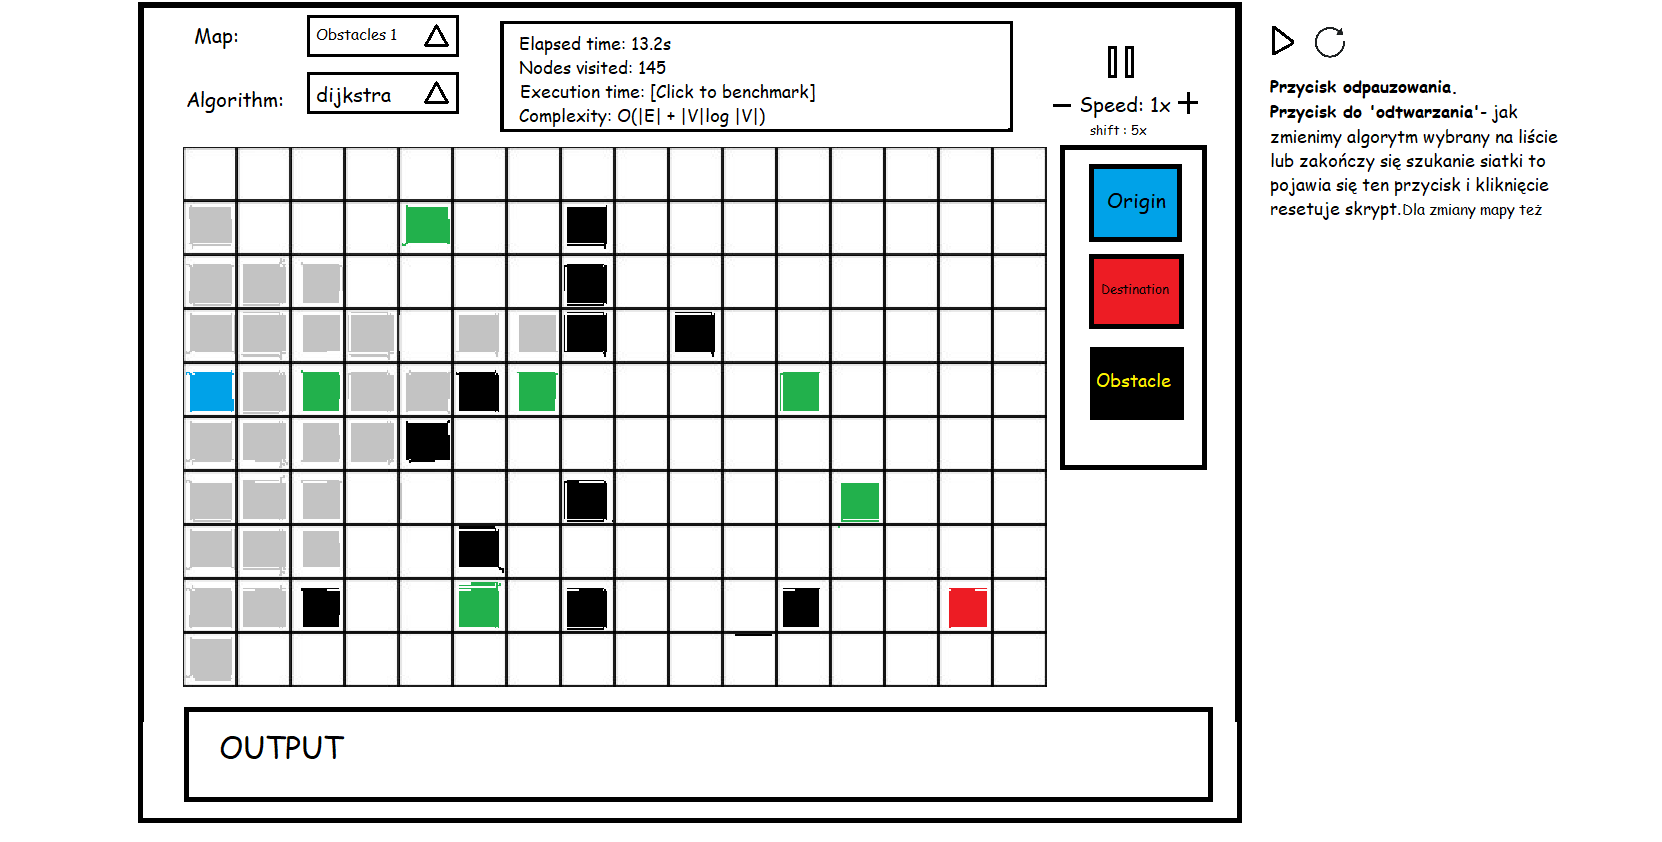 Map:
Obstacles 1
Algorithm:
dijkstra
Elapsed time: 13.2s
Nodes visited: 145
Execution time: [Click to benchmark]
Complexity: O(|E| + |V|log |V|)
Speed: 1x
shift : 5x
Origin
Destination
Obstacle
OUTPUT
Przycisk odpauzowania.
Przycisk do 'odtwarzania'- jak
zmienimy algorytm wybrany na liście
lub zakończy się szukanie siatki to
pojawia się ten przycisk i kliknięcie
resetuje skrypt.Dla zmiany mapy też